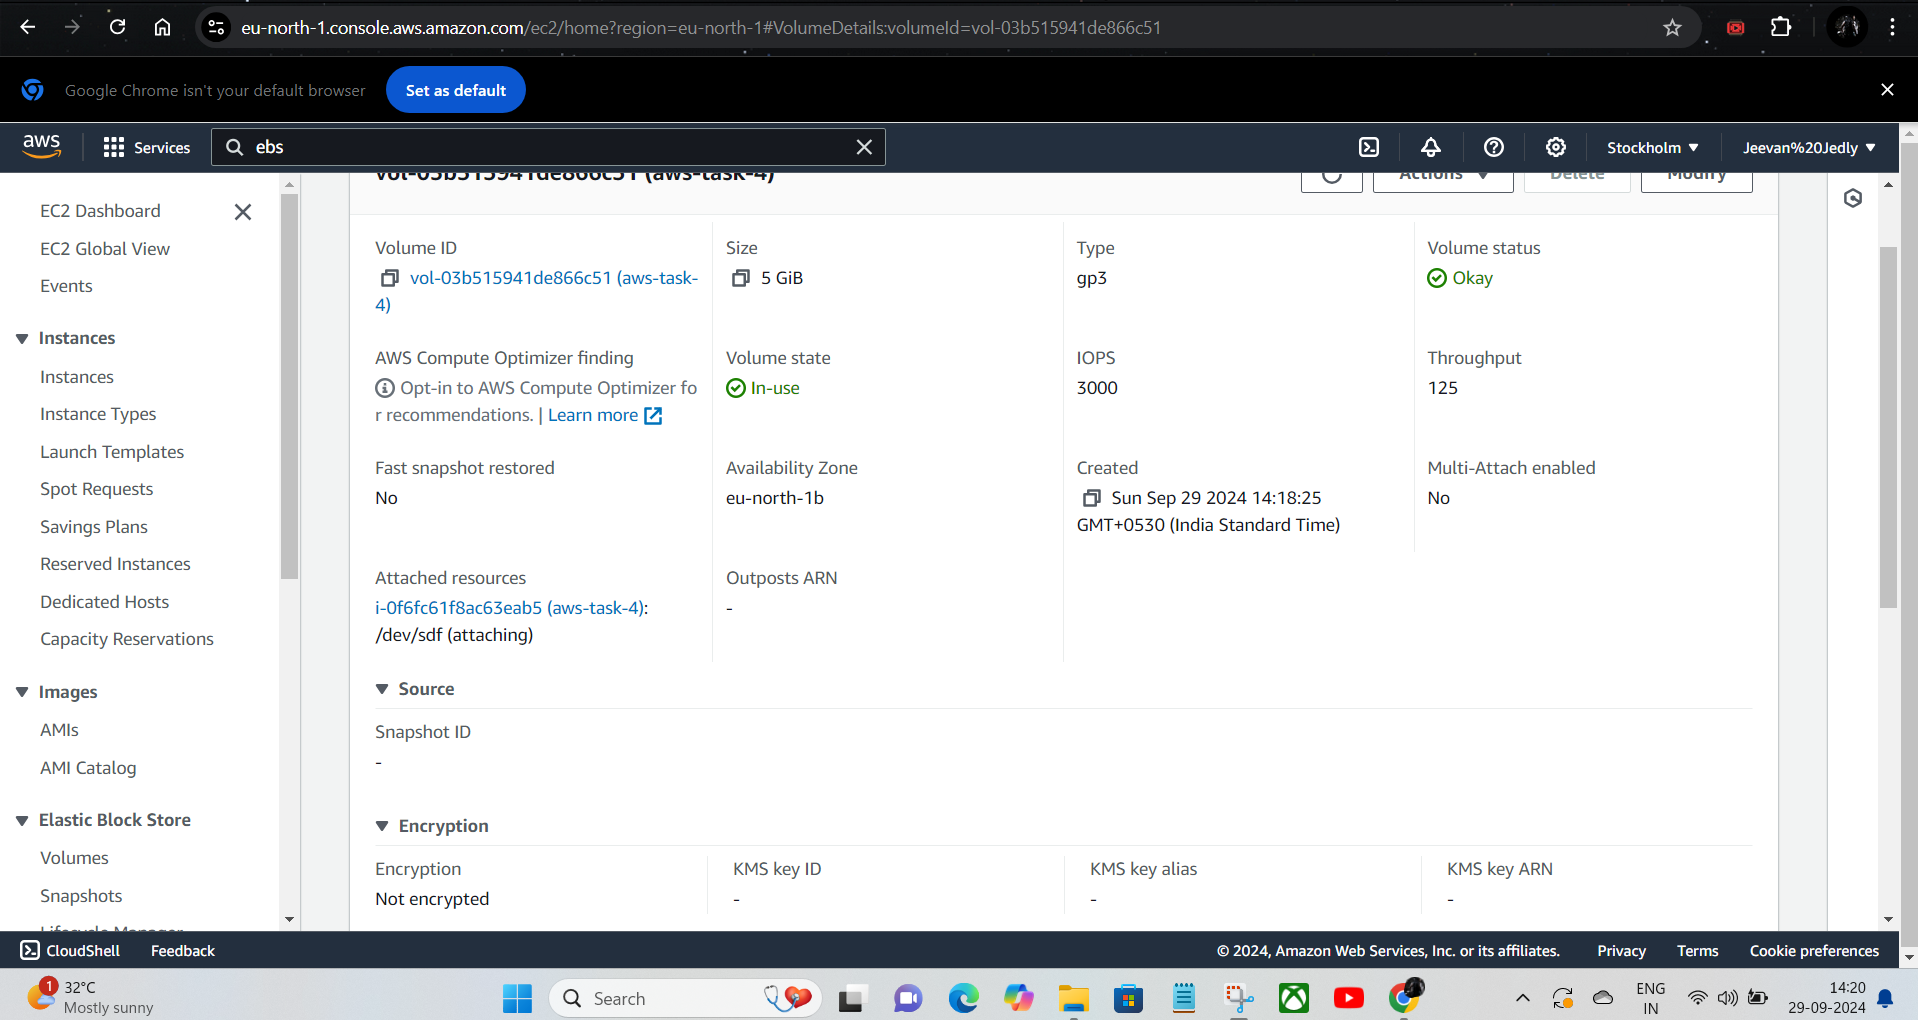 eu-north-1.console.aws.amazon.com/ec2/home?region=eu-north-1#VolumeDetails:volumeId=vol-03b515941de866c51
Google Chrome isn't your default browser
Set as default
aws
Services
ebs
Stockholm
Jeevan%20Jedly
vol-03b515941de866c51 (aws-task-4)
Actions
Delete
Modify
EC2 Dashboard
EC2 Global View
Events
Instances
Instances
Instance Types
Launch Templates
Spot Requests
Savings Plans
Reserved Instances
Dedicated Hosts
Capacity Reservations
Images
AMIs
AMI Catalog
Elastic Block Store
Volumes
Snapshots
Lifecycle Manager
Volume ID
vol-03b515941de866c51 (aws-task-
4)
Size
5 GiB
Type
gp3
Volume status
Okay
AWS Compute Optimizer finding
Opt-in to AWS Compute Optimizer fo
r recommendations. | Learn more
Volume state
In-use
IOPS
3000
Throughput
125
Fast snapshot restored
No
Availability Zone
eu-north-1b
Created
Sun Sep 29 2024 14:18:25
GMT+0530 (India Standard Time)
Multi-Attach enabled
No
Attached resources
i-0f6fc61f8ac63eab5 (aws-task-4):
/dev/sdf (attaching)
Outposts ARN
-
Source
Snapshot ID
-
Encryption
Encryption
Not encrypted
KMS key ID
-
KMS key alias
-
KMS key ARN
-
CloudShell
Feedback
© 2024, Amazon Web Services, Inc. or its affiliates.
Privacy
Terms
Cookie preferences
1
32°C
Mostly sunny
Search
ENG
IN
14:20
29-09-2024